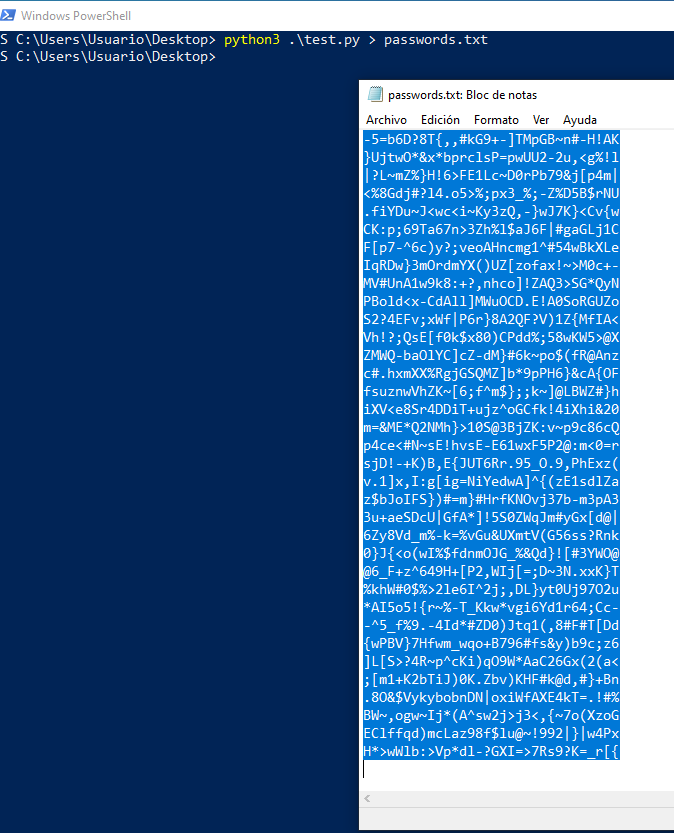 Windows PowerShell
S C:\Users\Usuario\Desktop> python3 .\test.py > passwords.txt
S C:\Users\Usuario\Desktop>
passwords.txt: Bloc de notas
Archivo Edición Formato Ver Ayuda
-5=b6D?8T{,,#kG9+-]TMpGB~n#-H!AK
}UjtwO*&x*bprclsP=pwUU2-2u,<g%!l
|?L~mZ%}H!6>FE1Lc~D0rPb79&j[p4m|
<%8Gdj#?l4.o5>%;px3_%;-Z%D5B$rNU
.fiYDu~J<wc<i~Ky3zQ,-}wJ7K}<Cv{w
CK:p;69Ta67n>3Zh%l$aJ6F|#gaGLj1C
F[p7-^6c)y?;veoAHncmg1^#54wBkXLe
IqRDw}3mOrdmYX()UZ[zofax!~>M0c+-
MV#UnA1w9k8:+?,nhco]!ZAQ3>SG*QyN
PBold<x-CdAll]MWuOCD.E!A0SoRGUZo
S2?4EFv;xWf|P6r}8A2QF?V)1Z{MfIA<
Vh!?;QsE[f0k$x80)CPdd%;58wKW5>@X
ZMWQ-baOlYC]cZ-dM}#6k~po$(fR@Anz
c#.hxmXX%RgjGSQMZ]b*9pPH6}&cA{OF
fsuznwVhZK~[6;f^m$};;k~]@LBWZ#}h
iXV<e8Sr4DDiT+ujz^oGCfk!4iXhi&20
m=&ME*Q2NMh}>10S@3BjZK:v~p9c86cQ
p4ce<#N~sE!hvsE-E61wxF5P2@:m<0=r
sjD!-+K)B,E{JUT6Rr.95_O.9,PhExz(
v.1]x,I:g[ig=NiYedwA]^{(zE1sdlZa
z$bJoIFS})#=m}#HrfKNOvj37b-m3pA3
3u+aeSDcU|GfA*]!5S0ZWqJm#yGx[d@|
6Zy8Vd_m%-k=%vGu&UXmtV(G56ss?Rnk
0}J{<o(wI%$fdnmOJG_%&Qd}![#3YWO@
@6_F+z^649H+[P2,WIj[=;D~3N.xxK}T
%khW#0$%>2le6I^2j;,DL}yt0Uj97O2u
*AI5o5!{r~%-T_Kkw*vgi6Yd1r64;Cc-
-^5_f%9.-4Id*#ZD0)Jtq1(,8#F#T[Dd
{wPBV}7Hfwm_wqo+B796#fs&y)b9c;z6
]L[S>?4R~p^cKi)qO9W*AaC26Gx(2(a<
;[m1+K2bTiJ)0K.Zbv)KHF#k@d,#}+Bn
.8O&$VykybobnDN|oxiWfAXE4kT=.!#%
BW~,ogw~Ij*(A^sw2j>j3<,{~7o(XzoG
EClffqd)mcLaz98f$lu@~!992|}|w4Px
H*>wWlb:>Vp*dl-?GXI=>7Rs9?K=_r[{